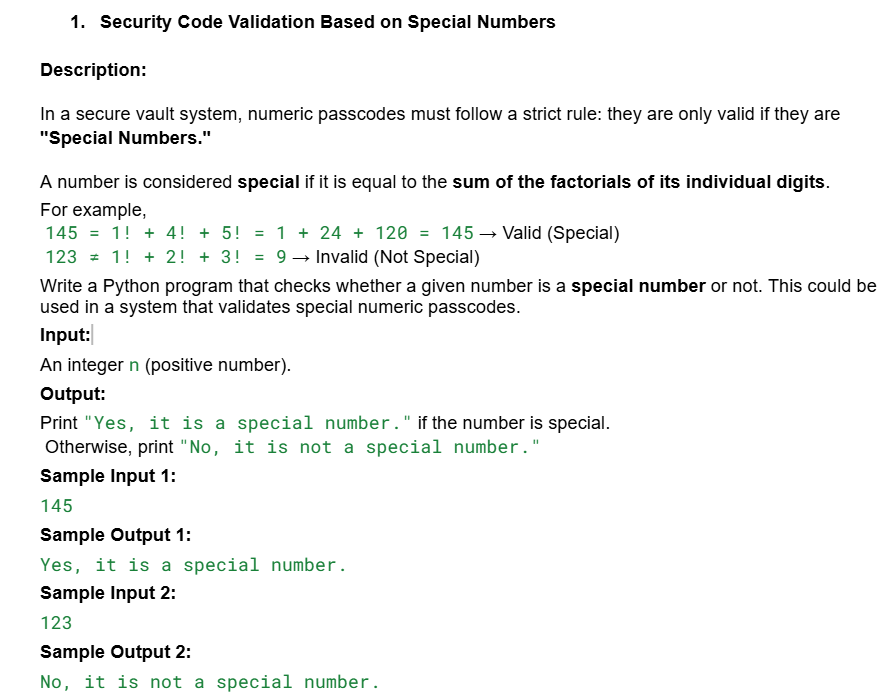 1. Security Code Validation Based on Special Numbers
Description:
In a secure vault system, numeric passcodes must follow a strict rule: they are only valid if they are
"Special Numbers."
A number is considered special if it is equal to the sum of the factorials of its individual digits.
For example,
145 = 1! + 4! + 5! = 1 + 24 + 120 = 145 → Valid (Special)
123 ≠ 1! + 2! + 3! = 9 → Invalid (Not Special)
Write a Python program that checks whether a given number is a special number or not. This could be
used in a system that validates special numeric passcodes.
Input:
An integer n (positive number).
Output:
Print "Yes, it is a special number." if the number is special.
Otherwise, print "No, it is not a special number."
Sample Input 1:
145
Sample Output 1:
Yes, it is a special number.
Sample Input 2:
123
Sample Output 2:
No, it is not a special number.